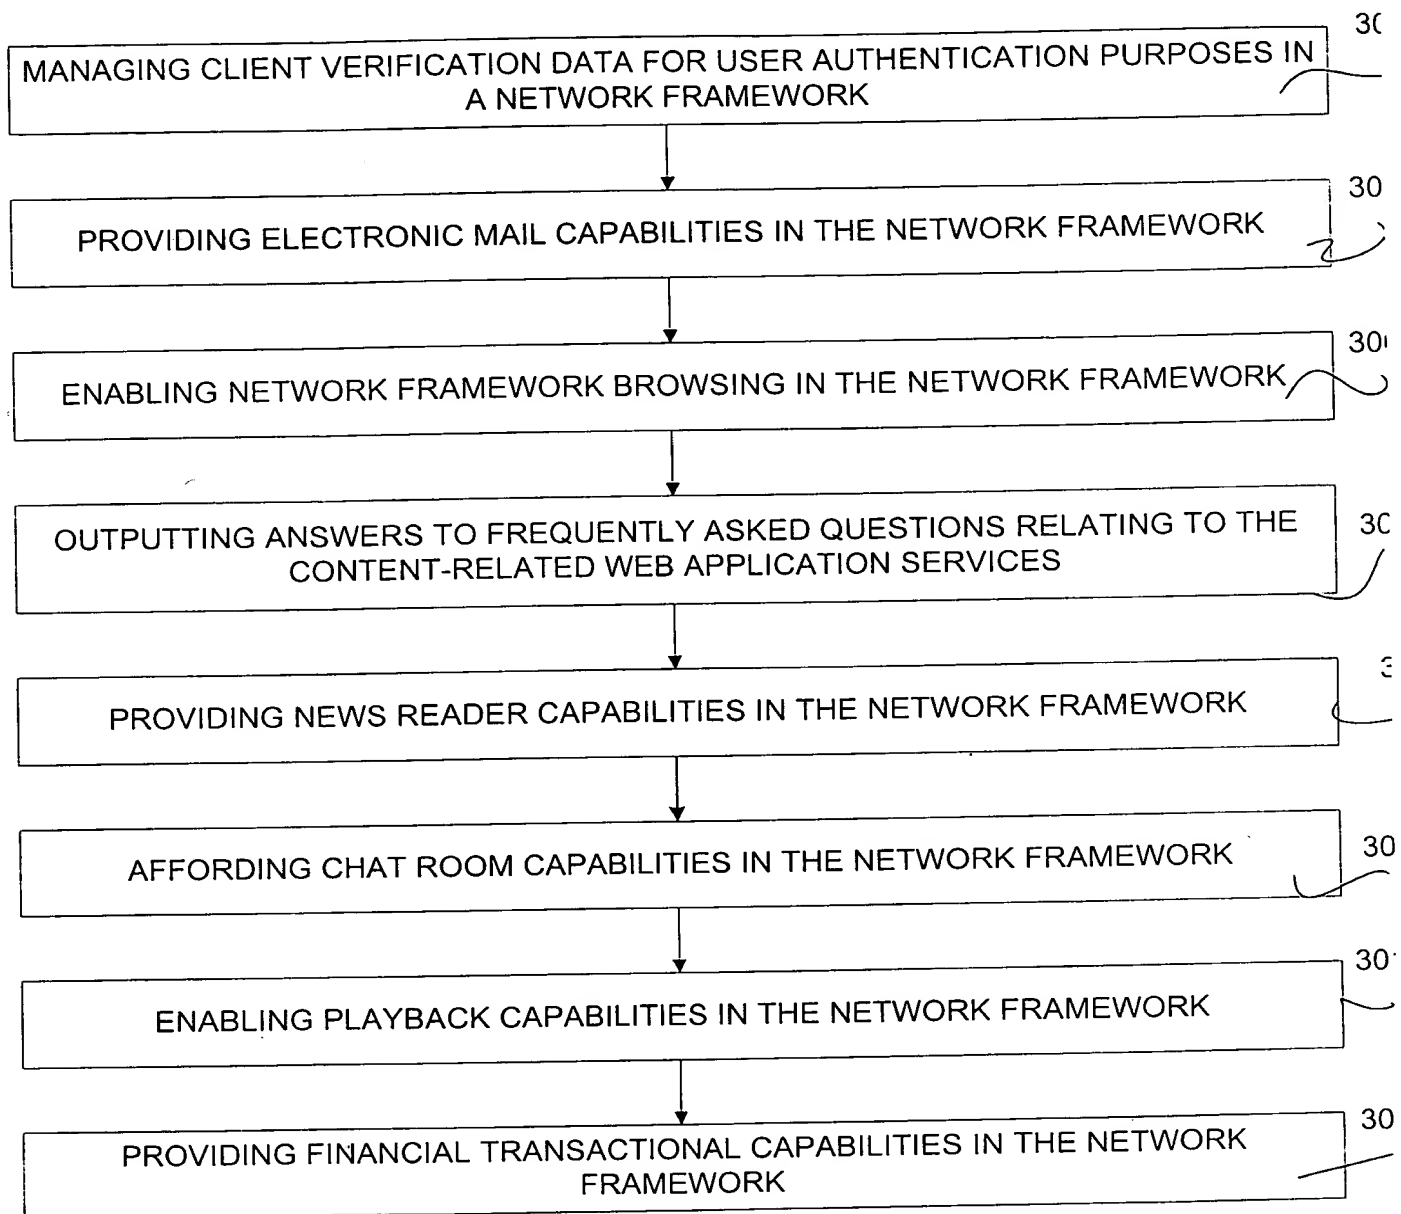 MANAGING CLIENT VERIFICATION DATA FOR USER AUTHENTICATION PURPOSES IN
A NETWORK FRAMEWORK
30
PROVIDING ELECTRONIC MAIL CAPABILITIES IN THE NETWORK FRAMEWORK
30
ENABLING NETWORK FRAMEWORK BROWSING IN THE NETWORK FRAMEWORK
OUTPUTTING ANSWERS TO FREQUENTLY ASKED QUESTIONS RELATING TO THE
CONTENT-RELATED WEB APPLICATION SERVICES
PROVIDING NEWS READER CAPABILITIES IN THE NETWORK FRAMEWORK
30
AFFORDING CHAT ROOM CAPABILITIES IN THE NETWORK FRAMEWORK
30
ENABLING PLAYBACK CAPABILITIES IN THE NETWORK FRAMEWORK
30
PROVIDING FINANCIAL TRANSACTIONAL CAPABILITIES IN THE NETWORK
FRAMEWORK